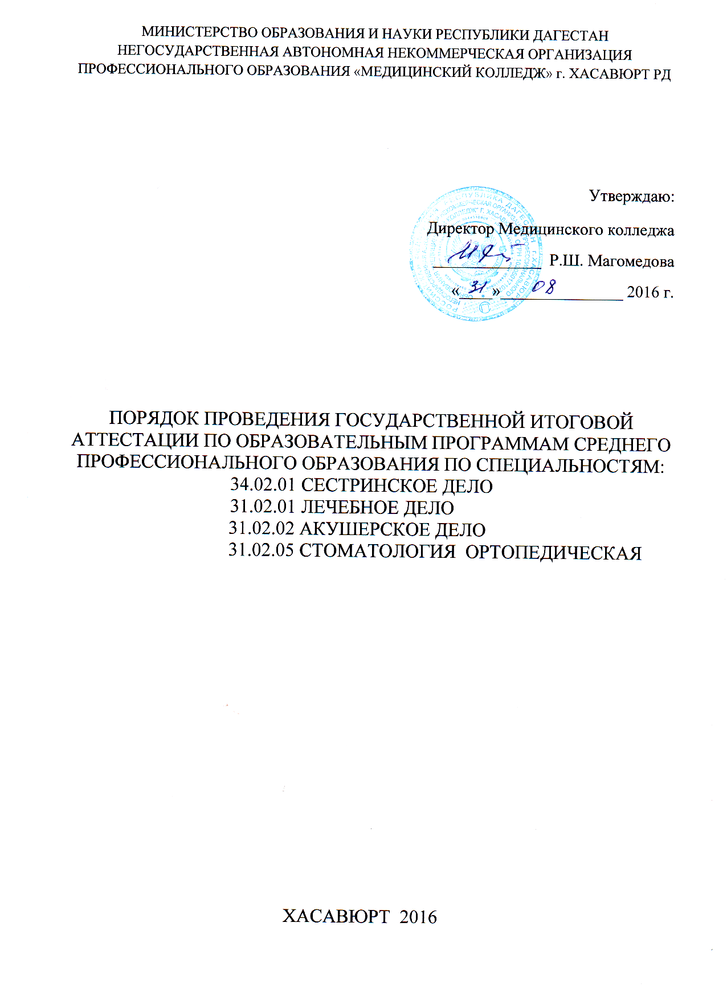 МИНИСТЕРСТВО ОБРАЗОВАНИЯ И НАУКИ РЕСПУБЛИКИ ДАГЕСТАН
НЕГОСУДАРСТВЕННАЯ АВТОНОМНАЯ НЕКОММЕРЧЕСКАЯ ОРГАНИЗАЦИЯ
ПРОФЕССИОНАЛЬНОГО ОБРАЗОВАНИЯ «МЕДИЦИНСКИЙ КОЛЛЕДЖ» г. ХАСАВЮРТ РД
Утверждаю:
Директор Медицинского колледжа
Р.Ш. Магомедова
«31» 08 2016 г.
ПОРЯДОК ПРОВЕДЕНИЯ ГОСУДАРСТВЕННОЙ ИТОГОВОЙ
АТТЕСТАЦИИ ПО ОБРАЗОВАТЕЛЬНЫМ ПРОГРАММАМ СРЕДНЕГО
ПРОФЕССИОНАЛЬНОГО ОБРАЗОВАНИЯ ПО СПЕЦИАЛЬНОСТЯМ:
34.02.01 СЕСТРИНСКОЕ ДЕЛО
31.02.01 ЛЕЧЕБНОЕ ДЕЛО
31.02.02 АКУШЕРСКОЕ ДЕЛО
31.02.05 СТОМАТОЛОГИЯ ОРТОПЕДИЧЕСКАЯ
ХАСАВЮРТ 2016